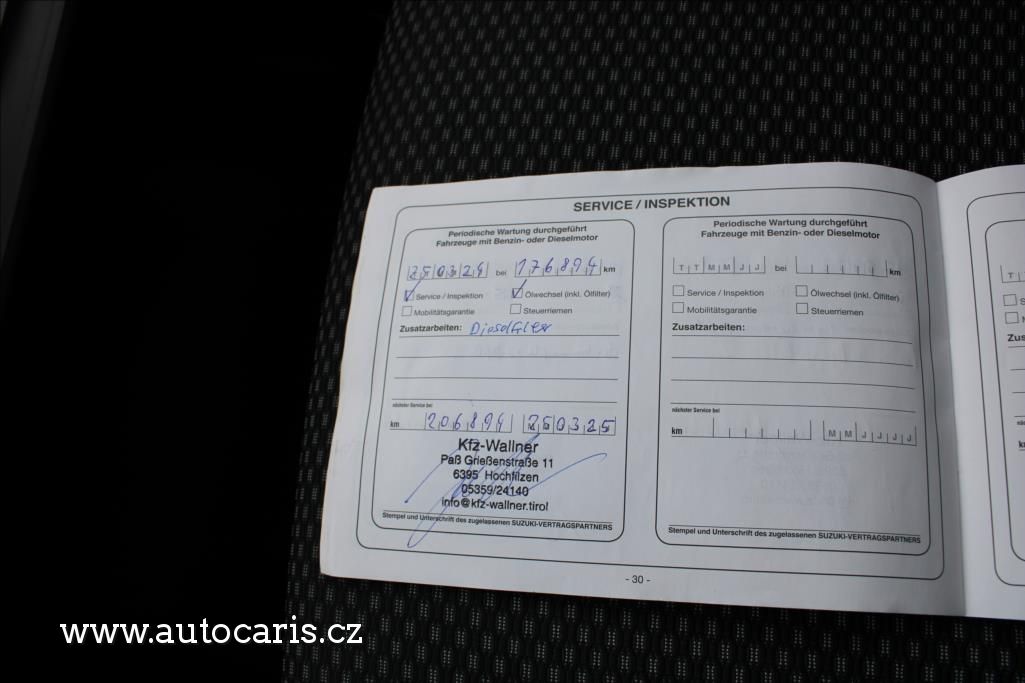 SERVICE / INSPEKTION
Periodische Wartung durchgeführt
Fahrzeuge mit Benzin- oder Dieselmotor
250324 bei 176894 km
Service / Inspektion Ölwechsel (inkl. Ölfilter)
Mobilitätsgarantie Steuerriemen
Zusatzarbeiten: Dieselfilter
nächster Service bei
km 206894 250325
Kfz-Wallner
Paß Grießenstraße 11
6395 Hochfilzen
05359/24140
info@kfz-wallner.tirol
Stempel und Unterschrift des zugelassenen SUZUKI-VERTRAGSPARTNERS
Periodische Wartung durchgeführt
Fahrzeuge mit Benzin- oder Dieselmotor
T T M M J J bei km
Service / Inspektion Ölwechsel (inkl. Ölfilter)
Mobilitätsgarantie Steuerriemen
Zusatzarbeiten:
nächster Service bei
km M M J J J J
Stempel und Unterschrift des zugelassenen SUZUKI-VERTRAGSPARTNERS
- 30 -
www.autocaris.cz